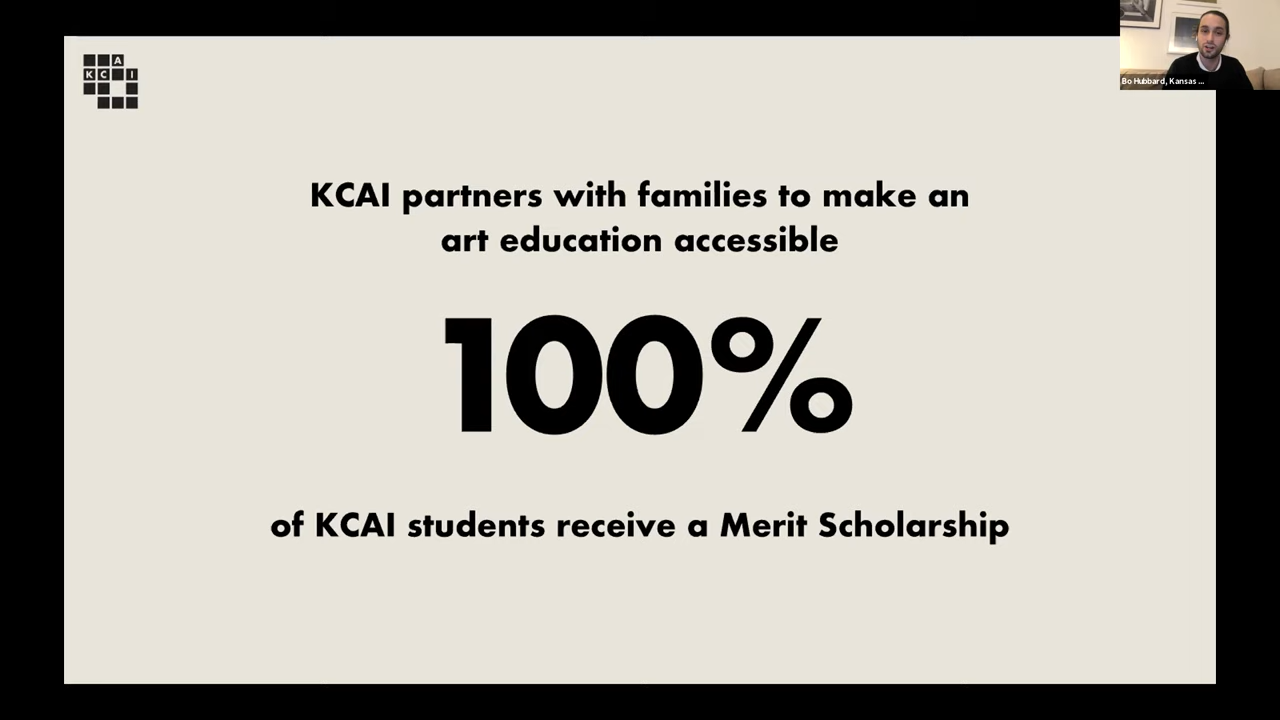 A
KC I
KCAI partners with families to make an
art education accessible
100%
of KCAI students receive a Merit Scholarship
Bo Hubbard, Kansas ...